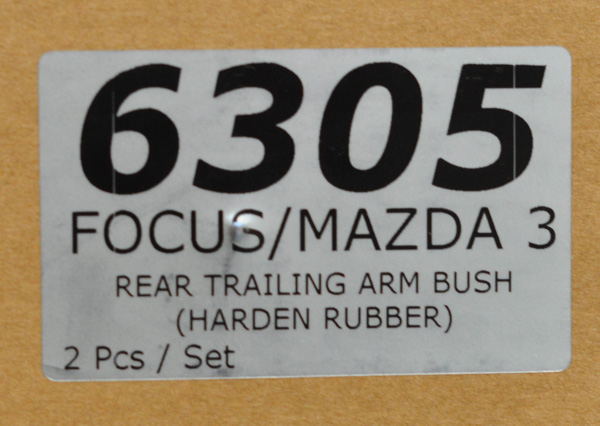 6305
FOCUS/MAZDA 3
REAR TRAILING ARM BUSH
(HARDEN RUBBER)
2 Pcs / Set